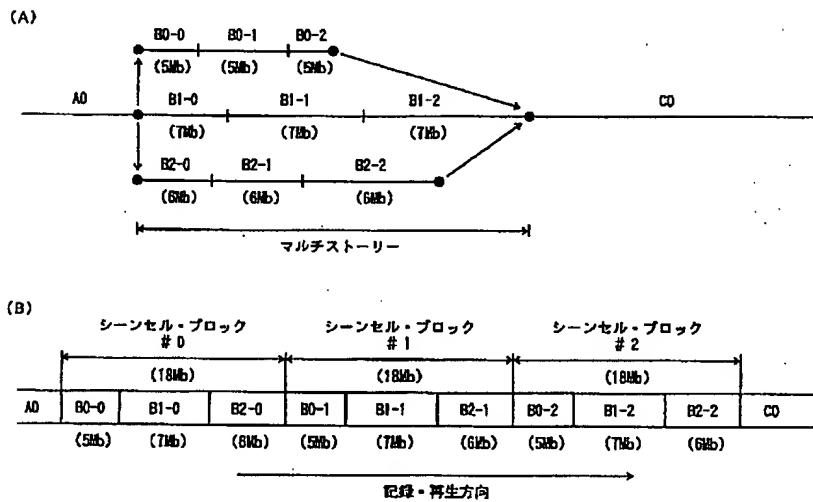 (A)
B0-0 B0-1 B0-2
(5Mb) (5Mb) (5Mb)
A0 B1-0 B1-1 B1-2 C0
(7Mb) (7Mb) (7Mb)
B2-0 B2-1 B2-2
(6Mb) (6Mb) (6Mb)
マルチストーリー
(B)
シーンセル・ブロック シーンセル・ブロック シーンセル・ブロック
#0 #1 #2
(18Mb) (18Mb) (18Mb)
A0 B0-0 B1-0 B2-0 B0-1 B1-1 B2-1 B0-2 B1-2 B2-2 C0
(5Mb) (7Mb) (6Mb) (5Mb) (7Mb) (6Mb) (5Mb) (7Mb) (6Mb)
記録・再生方向